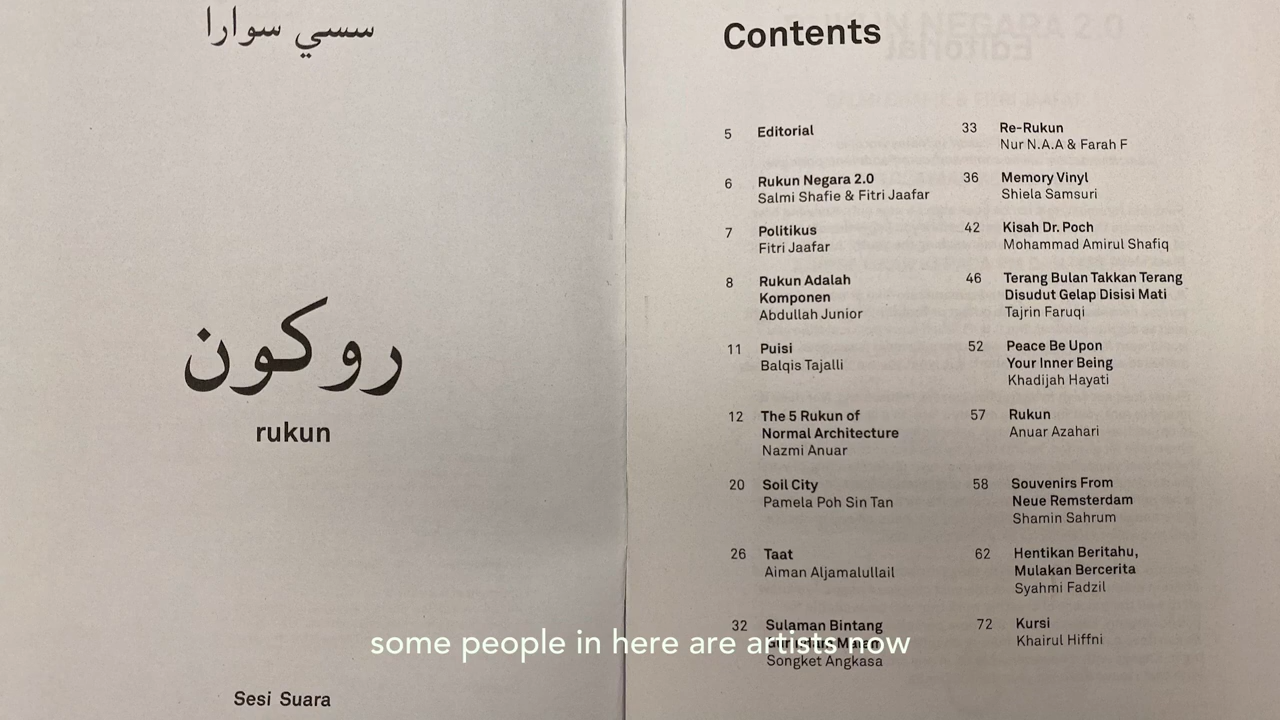 سسي سوارا
روكون
rukun
Sesi Suara
Contents
5 Editorial
6 Rukun Negara 2.0
Salmi Shafie & Fitri Jaafar
7 Politikus
Fitri Jaafar
8 Rukun Adalah
Komponen
Abdullah Junior
11 Puisi
Balqis Tajalli
12 The 5 Rukun of
Normal Architecture
Nazmi Anuar
20 Soil City
Pamela Poh Sin Tan
26 Taat
Aiman Aljamalullail
32 Sulaman Bintang
Songket Angkasa
33 Re-Rukun
Nur N.A.A & Farah F
36 Memory Vinyl
Shiela Samsuri
42 Kisah Dr. Poch
Mohammad Amirul Shafiq
46 Terang Bulan Takkan Terang
Disudut Gelap Disisi Mati
Tajrin Faruqi
52 Peace Be Upon
Your Inner Being
Khadijah Hayati
57 Rukun
Anuar Azahari
58 Souvenirs From
Neue Remsterdam
Shamin Sahrum
62 Hentikan Beritahu,
Mulakan Bercerita
Syahmi Fadzil
72 Kursi
Khairul Hiffni
some people in here are artists now